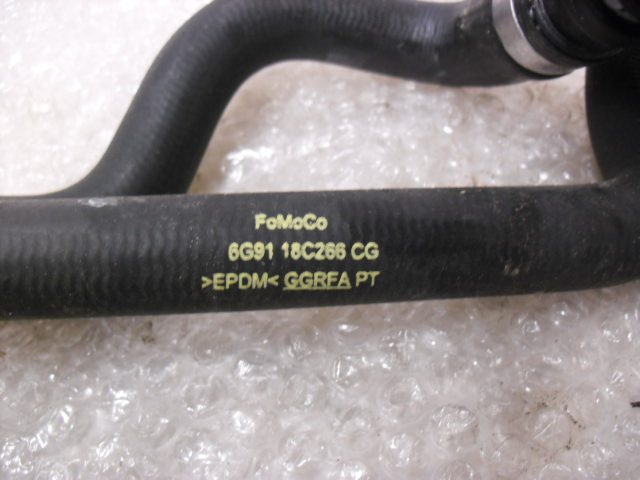 FoMoCo
6G91 18C266 CG
>EPDM< GGRFA PT